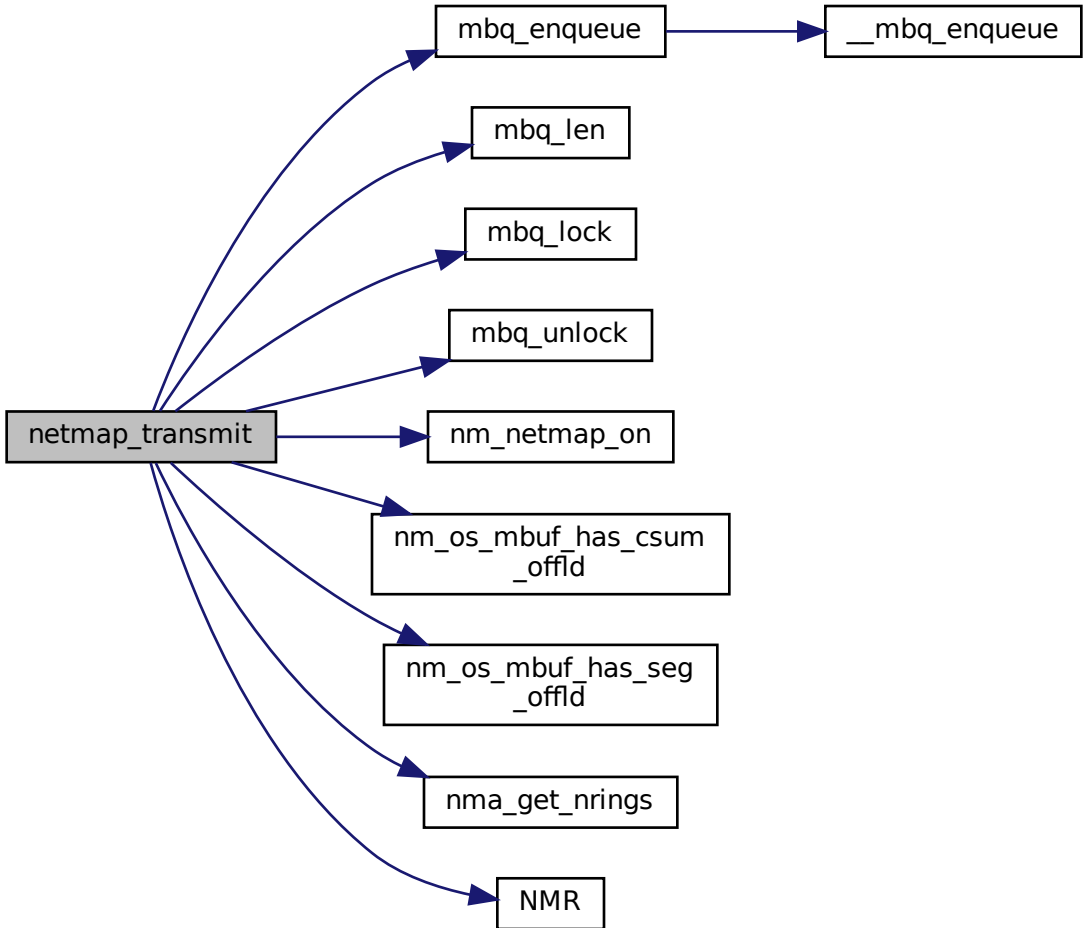 mbq_enqueue
__mbq_enqueue
mbq_len
mbq_lock
mbq_unlock
netmap_transmit
nm_netmap_on
nm_os_mbuf_has_csum
_offld
nm_os_mbuf_has_seg
_offld
nma_get_nrings
NMR